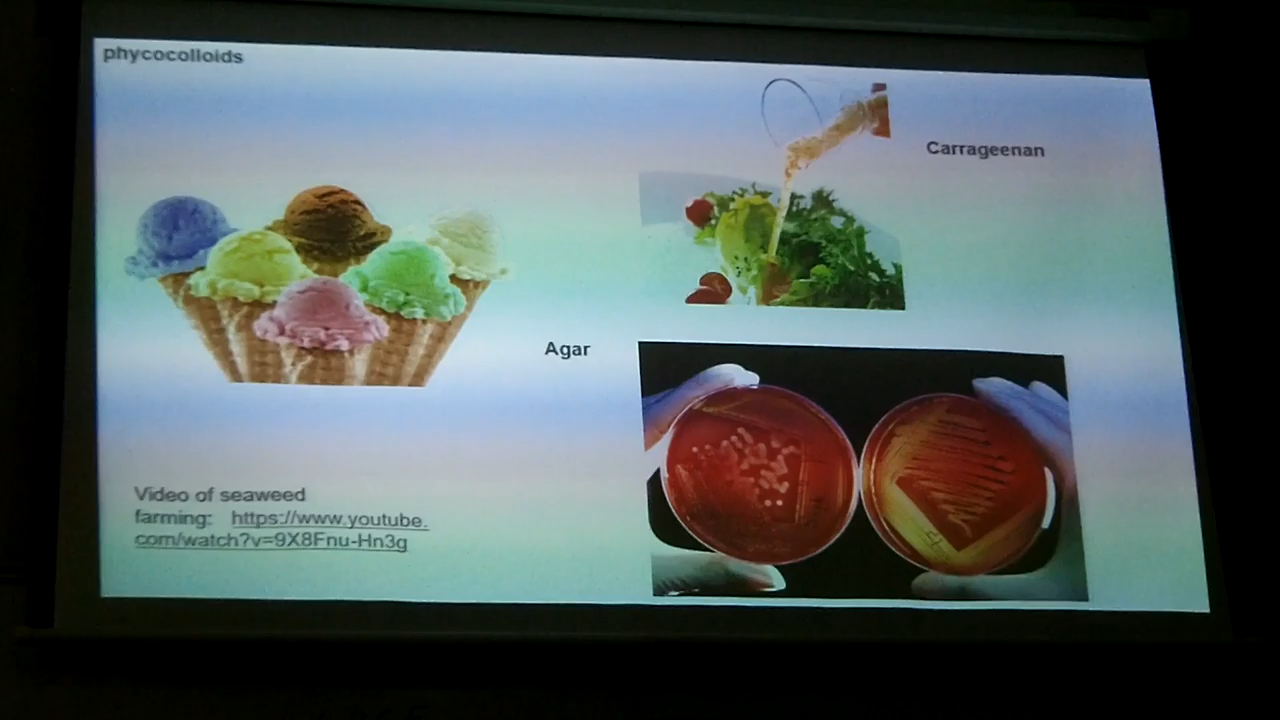 phycocolloids
Carrageenan
Agar
Video of seaweed
farming: https://www.youtube.
com/watch?v=9X8Fnu-Hn3g